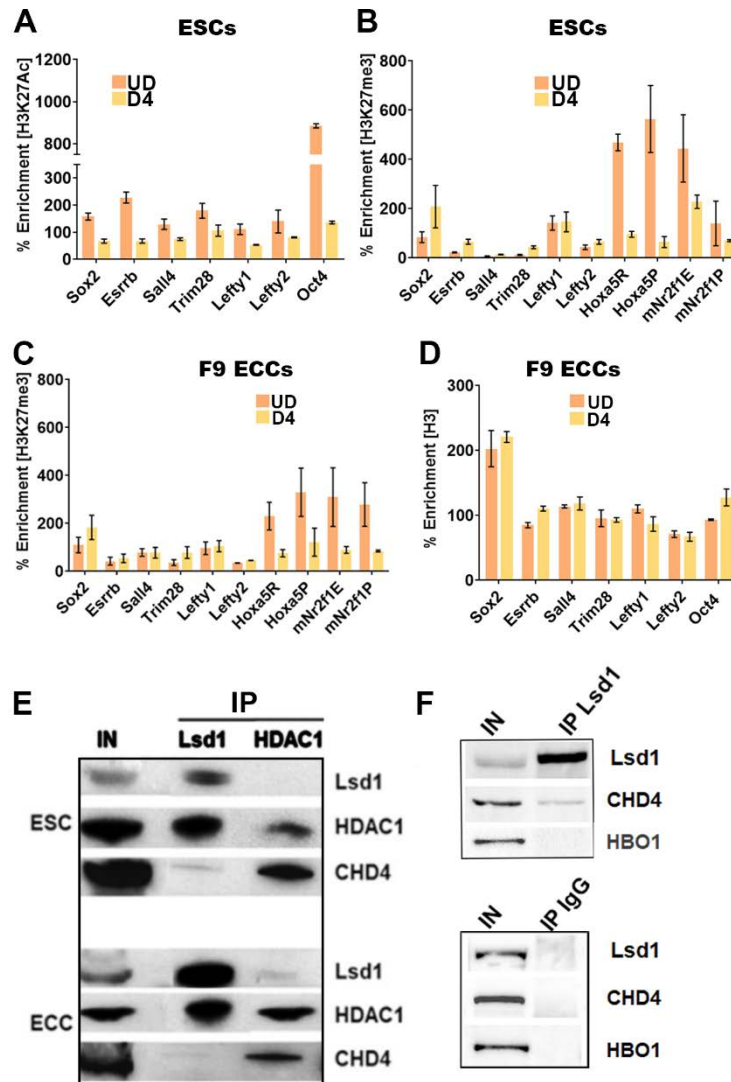 A
ESCs
% Enrichment [H3K27Ac]
1200
1000
800
200
100
0
UD
D4
Sox2
Esrrb
Sall4
Trim28
Lefty1
Lefty2
Oct4
B
ESCs
% Enrichment [H3K27me3]
800
600
400
200
0
UD
D4
Sox2
Esrrb
Sall4
Trim28
Lefty1
Lefty2
Hoxa5R
Hoxa5P
mNr2f1E
mNr2f1P
C
F9 ECCs
% Enrichment [H3K27me3]
800
600
400
200
0
UD
D4
Sox2
Esrrb
Sall4
Trim28
Lefty1
Lefty2
Hoxa5R
Hoxa5P
mNr2f1E
mNr2f1P
D
F9 ECCs
% Enrichment [H3]
300
200
100
0
UD
D4
Sox2
Esrrb
Sall4
Trim28
Lefty1
Lefty2
Oct4
E
IP
IN Lsd1 HDAC1
Lsd1
ESC HDAC1
CHD4
Lsd1
ECC HDAC1
CHD4
F
IN IP Lsd1
Lsd1
CHD4
HBO1
IN IP IgG
Lsd1
CHD4
HBO1